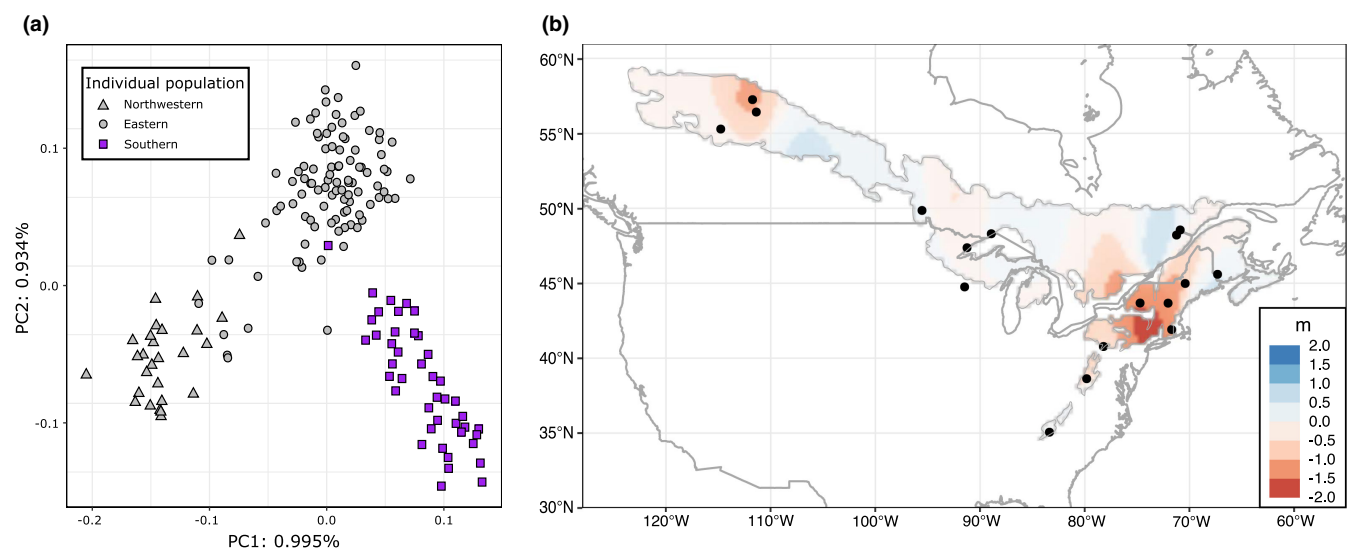 (a)
Individual population
Northwestern
Eastern
Southern
0.1
0.0
-0.1
PC2: 0.934%
-0.2
-0.1
0.0
0.1
PC1: 0.995%
(b)
60°N
55°N
50°N
45°N
40°N
35°N
30°N
120°W
110°W
100°W
90°W
80°W
70°W
60°W
m
2.0
1.5
1.0
0.5
0.0
-0.5
-1.0
-1.5
-2.0